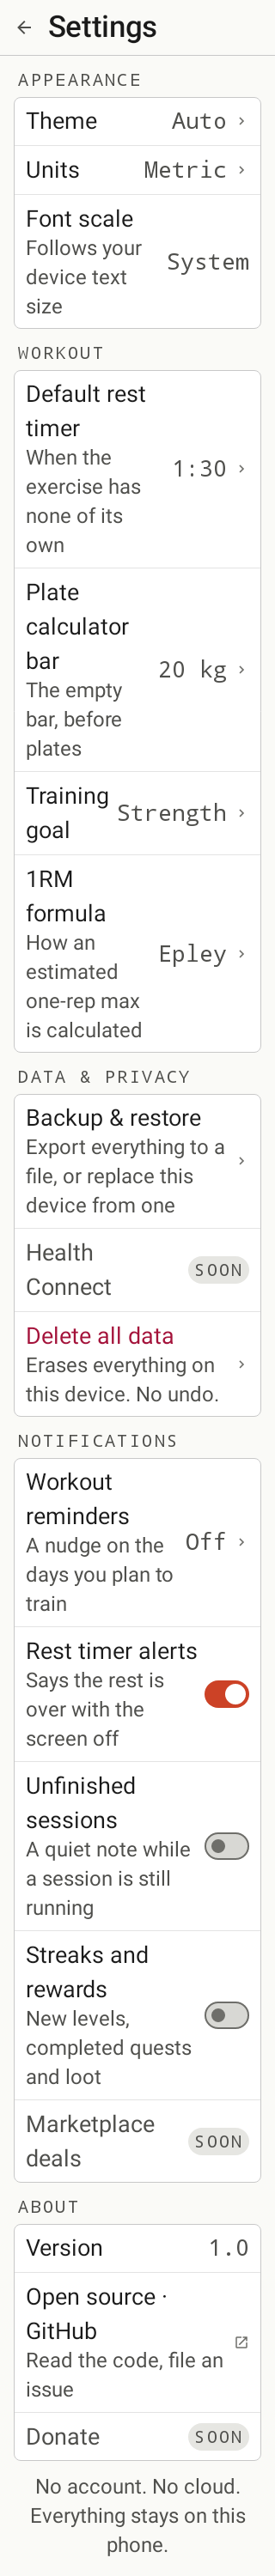 Settings
APPEARANCE
Theme Auto
Units Metric
Font scale
Follows your
device text
size
System
WORKOUT
Default rest
timer
When the
exercise has
none of its
own
1:30
Plate
calculator
bar
The empty
bar, before
plates
20 kg
Training
goal
Strength
1RM
formula
How an
estimated
one-rep max
is calculated
Epley
DATA & PRIVACY
Backup & restore
Export everything to a
file, or replace this
device from one
Health
Connect
SOON
Delete all data
Erases everything on
this device. No undo.
NOTIFICATIONS
Workout
reminders
A nudge on the
days you plan to
train
Off
Rest timer alerts
Says the rest is
over with the
screen off
Unfinished
sessions
A quiet note while
a session is still
running
Streaks and
rewards
New levels,
completed quests
and loot
Marketplace
deals
SOON
ABOUT
Version 1.0
Open source ·
GitHub
Read the code, file an
issue
Donate SOON
No account. No cloud.
Everything stays on this
phone.